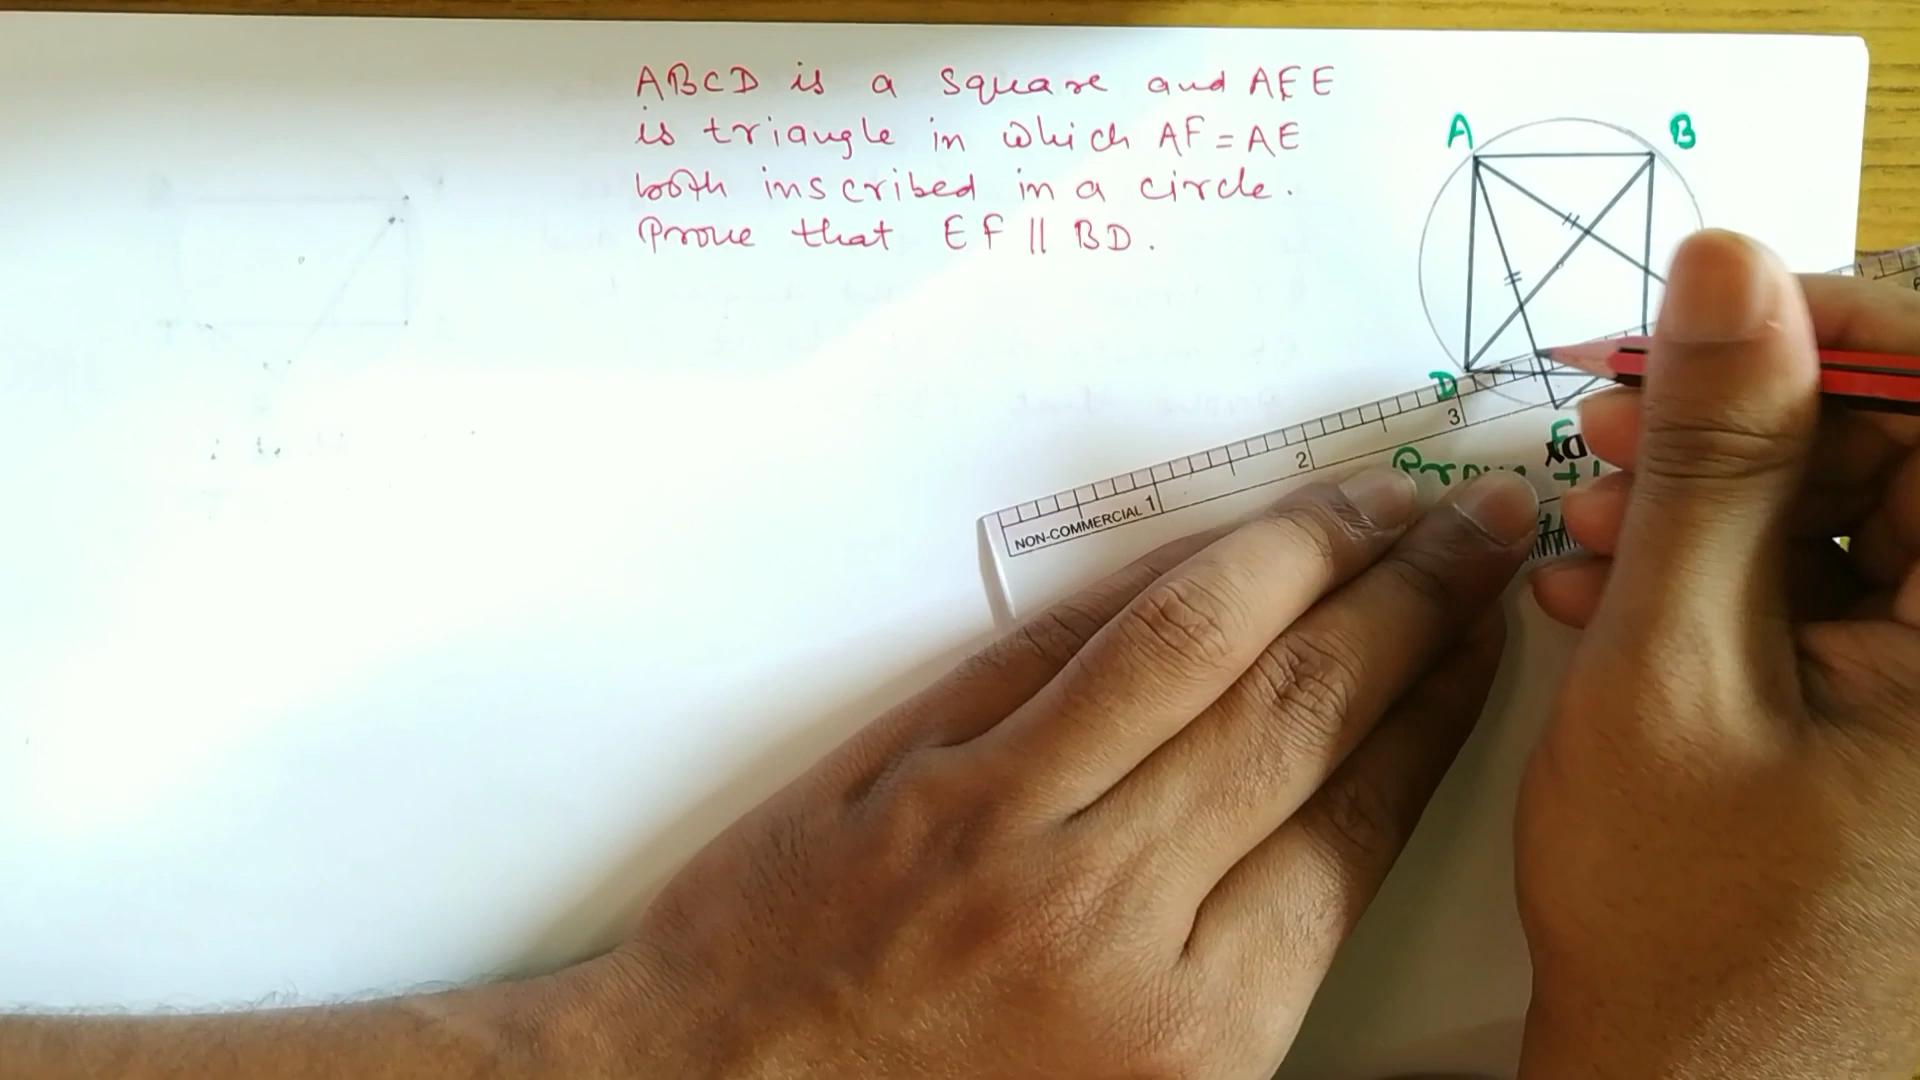 ABCD is a square and AFE
is triangle in which AF = AE
both inscribed in a circle.
Prove that EF || BD.
A
B
D
3
2
NON-COMMERCIAL 1